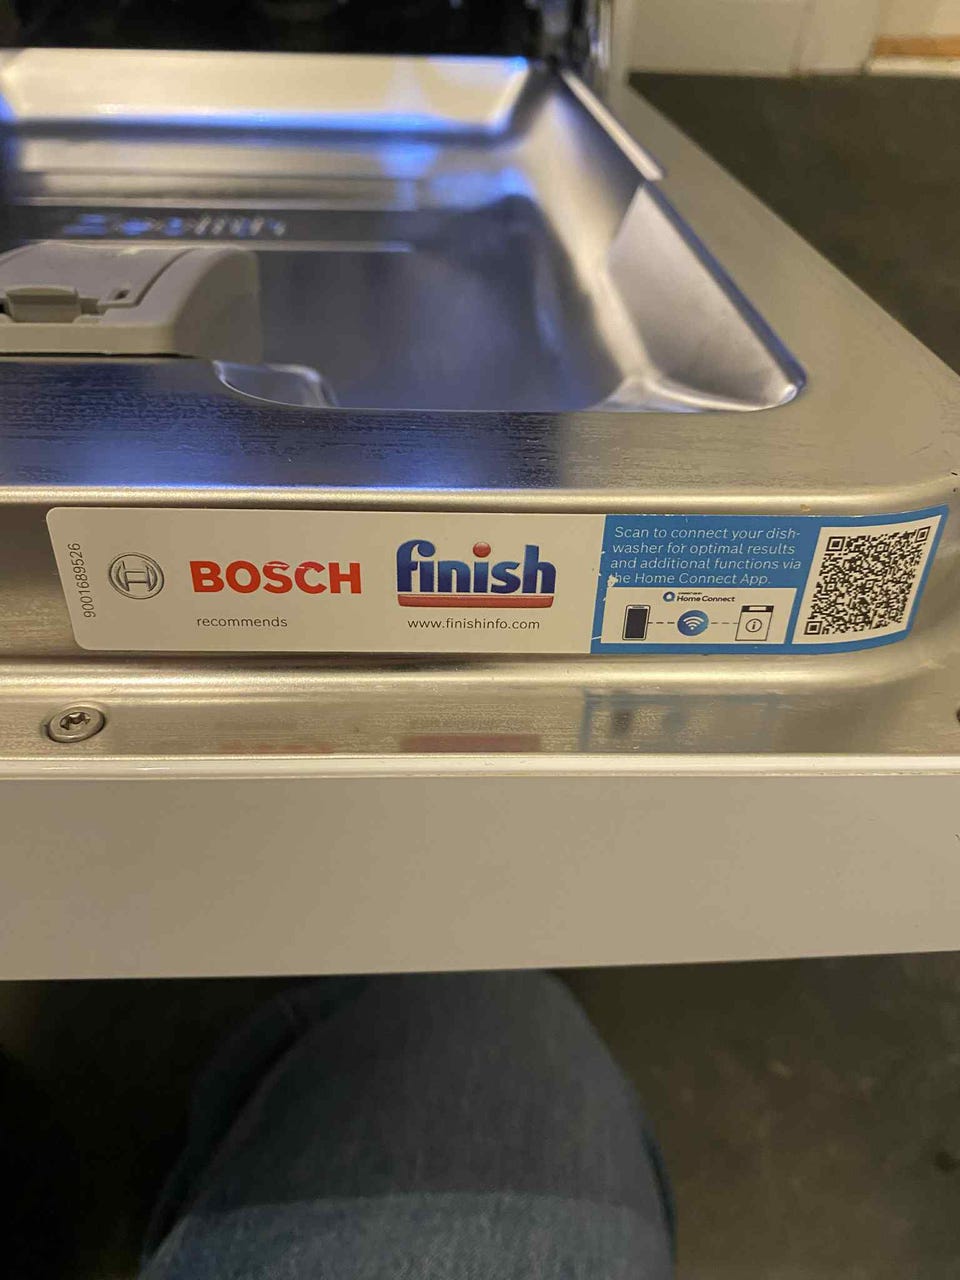 9001689526
BOSCH
recommends
finish
www.finishinfo.com
Scan to connect your dish-
washer for optimal results
and additional functions via
the Home Connect App.
Home Connect